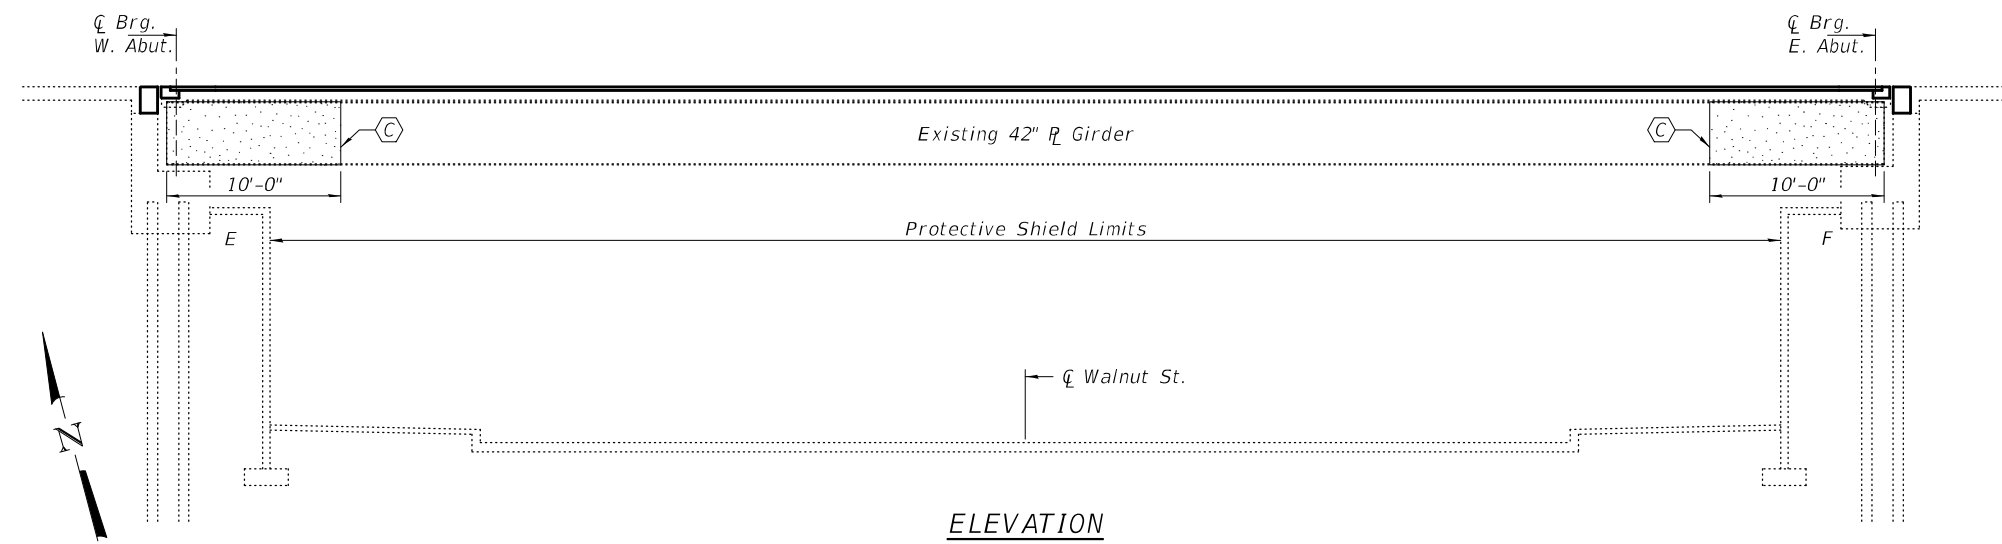 ℄ Brg.
W. Abut.
℄ Brg.
E. Abut.
C
Existing 42" ⅊ Girder
C
10'-0"
10'-0"
Protective Shield Limits
E
F
℄ Walnut St.
N
ELEVATION